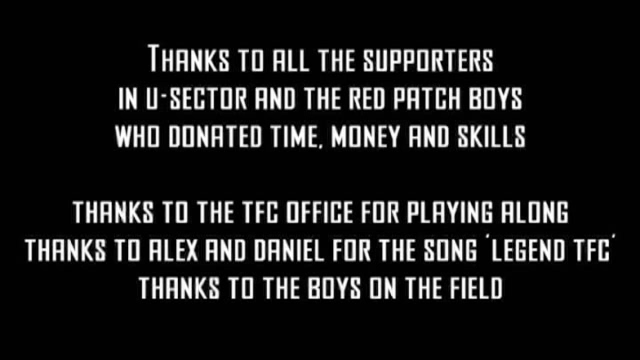 THANKS TO ALL THE SUPPORTERS
IN U-SECTOR AND THE RED PATCH BOYS
WHO DONATED TIME, MONEY AND SKILLS
THANKS TO THE TFC OFFICE FOR PLAYING ALONG
THANKS TO ALEX AND DANIEL FOR THE SONG 'LEGEND TFC'
THANKS TO THE BOYS ON THE FIELD